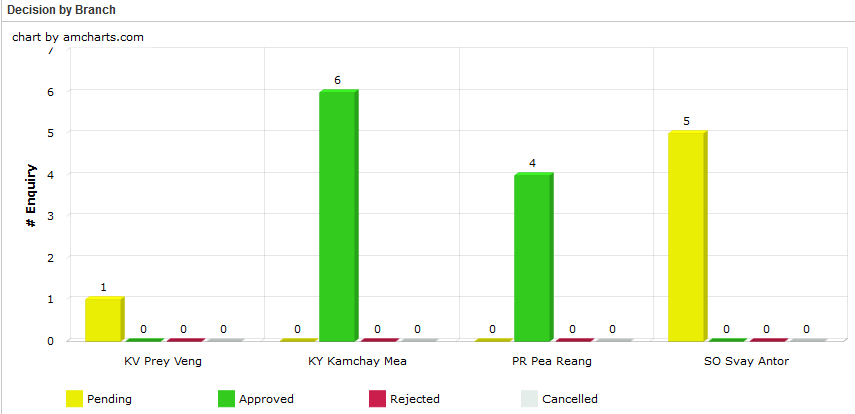 Decision by Branch
chart by amcharts.com
7
6
5
4
3
2
1
0
# Enquiry
1
0
0
0
0
6
0
0
0
4
0
0
5
0
0
0
KV Prey Veng
KY Kamchay Mea
PR Pea Reang
SO Svay Antor
Pending
Approved
Rejected
Cancelled